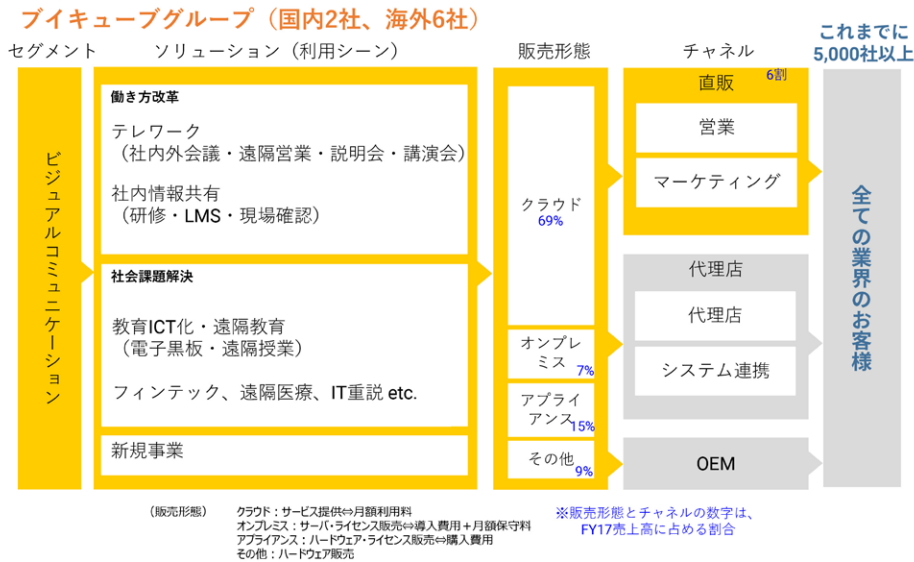 ブイキューブグループ（国内2社、海外6社）
セグメント
ソリューション（利用シーン）
販売形態
チャネル
これまでに
5,000社以上
ビジュアルコミュニケーション
働き方改革
テレワーク
（社内外会議・遠隔営業・説明会・講演会）
社内情報共有
（研修・LMS・現場確認）
社会課題解決
教育ICT化・遠隔教育
（電子黒板・遠隔授業）
フィンテック、遠隔医療、IT重説 etc.
新規事業
クラウド
69%
オンプレ
ミス
7%
アプライ
アンス
15%
その他
9%
直販
6割
営業
マーケティング
代理店
代理店
システム連携
OEM
全ての業界のお客様
（販売形態）
クラウド：サービス提供⇔月額利用料
オンプレミス：サーバ・ライセンス販売⇔導入費用＋月額保守料
アプライアンス：ハードウェア・ライセンス販売⇔購入費用
その他：ハードウェア販売
※販売形態とチャネルの数字は、
FY17売上高に占める割合